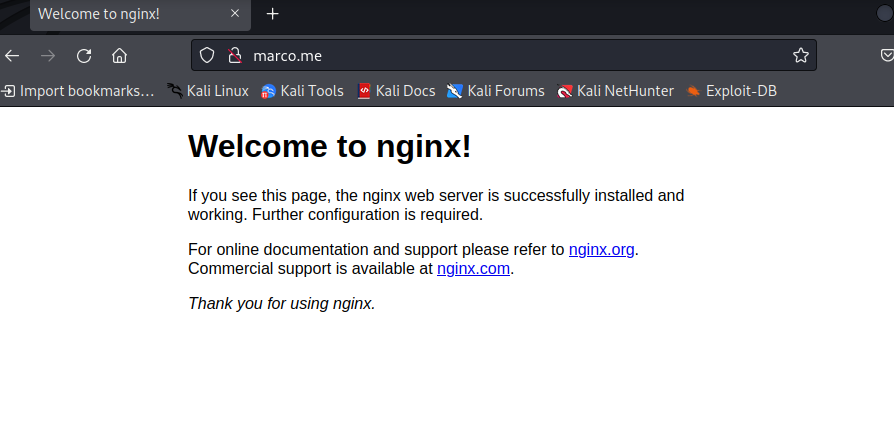 Welcome to nginx!
marco.me
Import bookmarks... Kali Linux Kali Tools Kali Docs Kali Forums Kali NetHunter Exploit-DB
Welcome to nginx!
If you see this page, the nginx web server is successfully installed and
working. Further configuration is required.
For online documentation and support please refer to nginx.org.
Commercial support is available at nginx.com.
Thank you for using nginx.